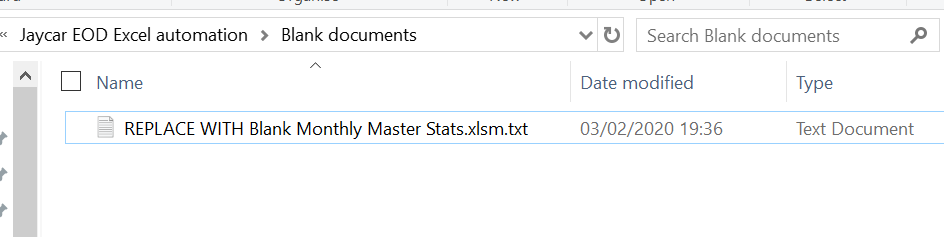 Jaycar EOD Excel automation > Blank documents
Search Blank documents
Name Date modified Type
REPLACE WITH Blank Monthly Master Stats.xlsm.txt 03/02/2020 19:36 Text Document